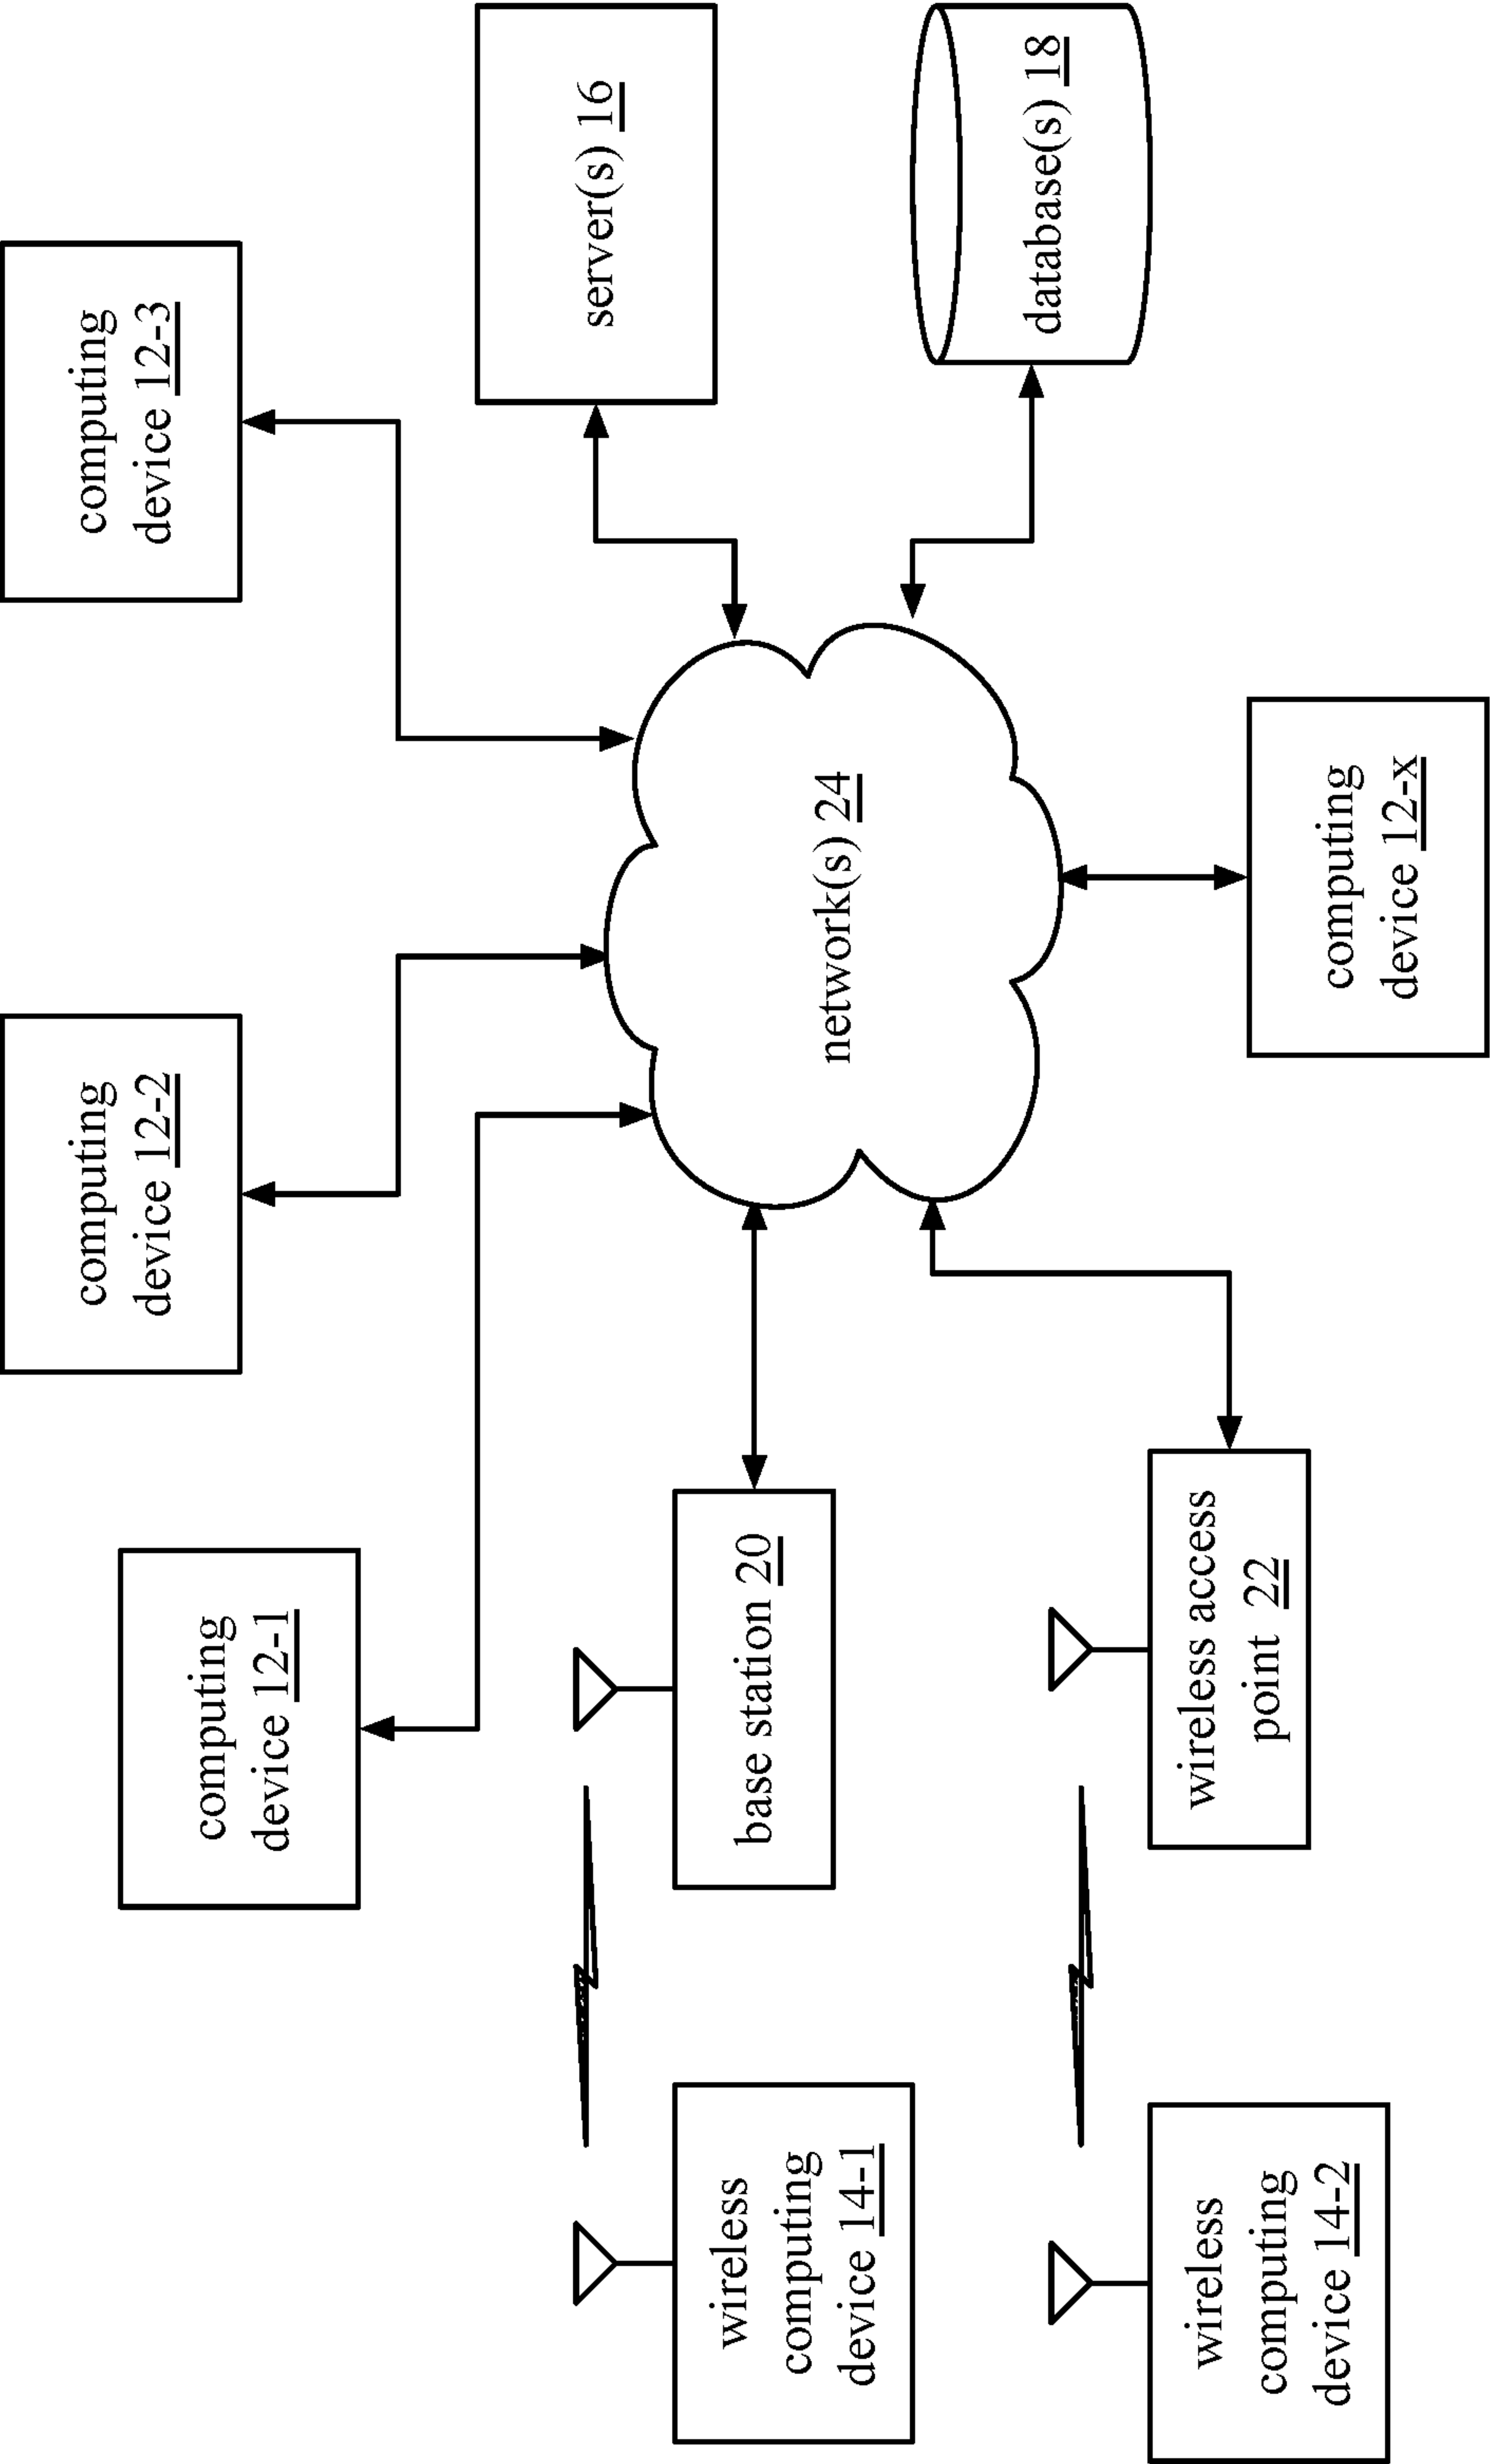 computing
device 12-1
computing
device 12-2
computing
device 12-3
wireless
computing
device 14-1
base station 20
server(s) 16
network(s) 24
wireless
computing
device 14-2
wireless access
point 22
database(s) 18
computing
device 12-x